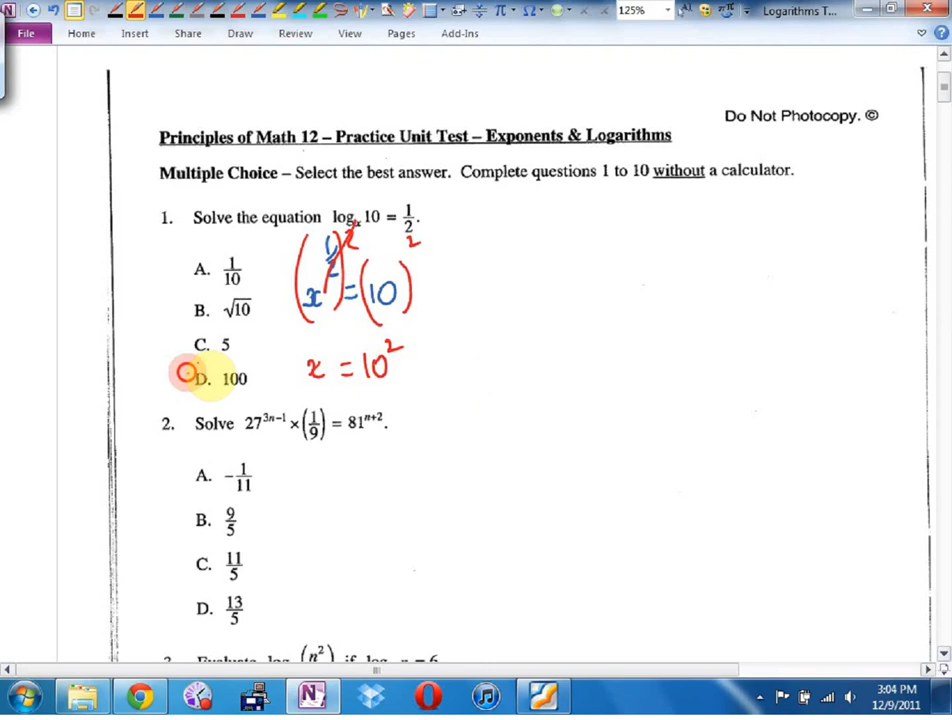 125%
Logarithms T...
File Home Insert Share Draw Review View Pages Add-Ins
Do Not Photocopy. ©
Principles of Math 12 – Practice Unit Test – Exponents & Logarithms
Multiple Choice – Select the best answer. Complete questions 1 to 10 without a calculator.
1. Solve the equation logₓ 10 = 1/2.
(x^(1/2))^2 = (10)^2
A. 1/10
B. √10
C. 5
x = 10^2
D. 100
2. Solve 27^(3n−1) × (1/9) = 81^(n+2).
A. −1/11
B. 9/5
C. 11/5
D. 13/5
(n²) if log
3:04 PM
12/9/2011